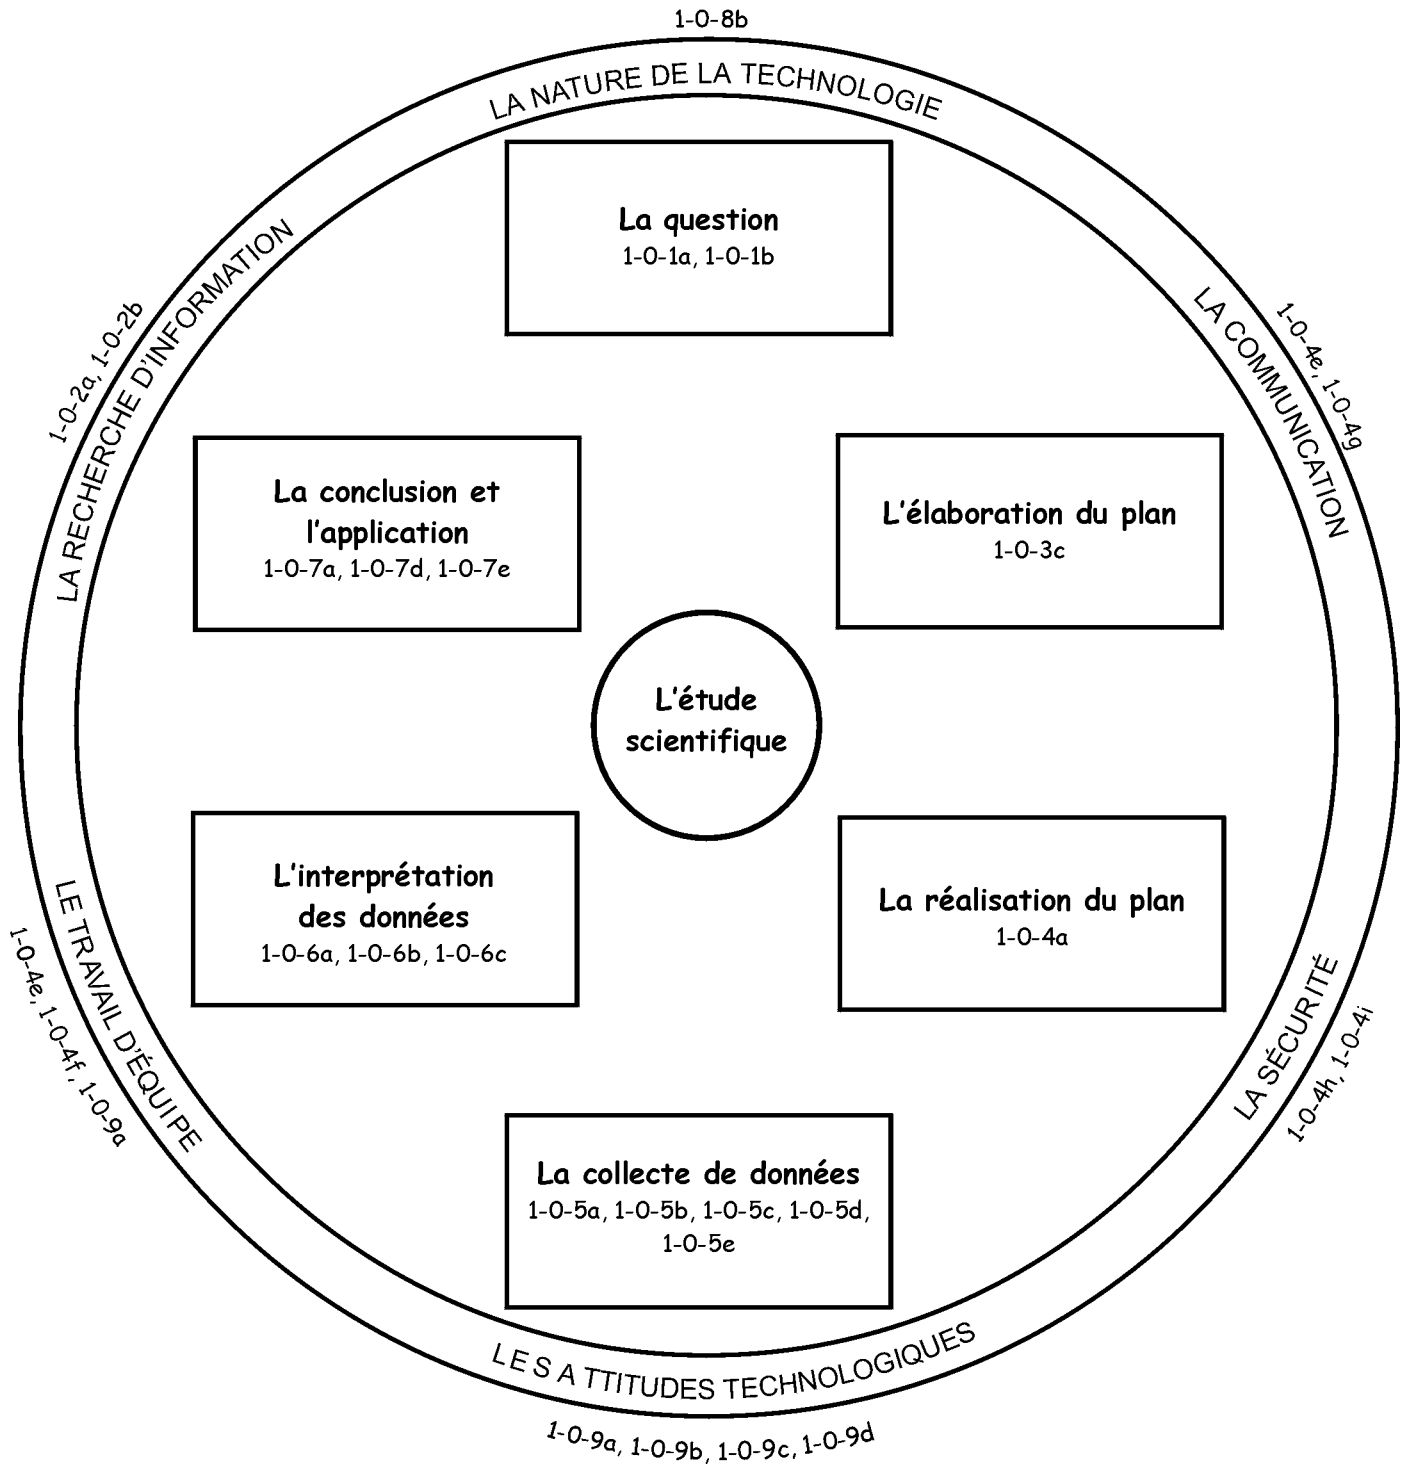 1-0-8b
LA NATURE DE LA TECHNOLOGIE
La question
1-0-1a, 1-0-1b
1-0-2a, 1-0-2b
LA RECHERCHE D'INFORMATION
LA COMMUNICATION
1-0-4e, 1-0-4g
La conclusion et
l'application
1-0-7a, 1-0-7d, 1-0-7e
L'élaboration du plan
1-0-3c
L'étude
scientifique
L'interprétation
des données
1-0-6a, 1-0-6b, 1-0-6c
La réalisation du plan
1-0-4a
LE TRAVAIL D'ÉQUIPE
1-0-4e, 1-0-4f, 1-0-9a
LA SÉCURITÉ
1-0-4h, 1-0-4i
La collecte de données
1-0-5a, 1-0-5b, 1-0-5c, 1-0-5d,
1-0-5e
LES ATTITUDES TECHNOLOGIQUES
1-0-9a, 1-0-9b, 1-0-9c, 1-0-9d